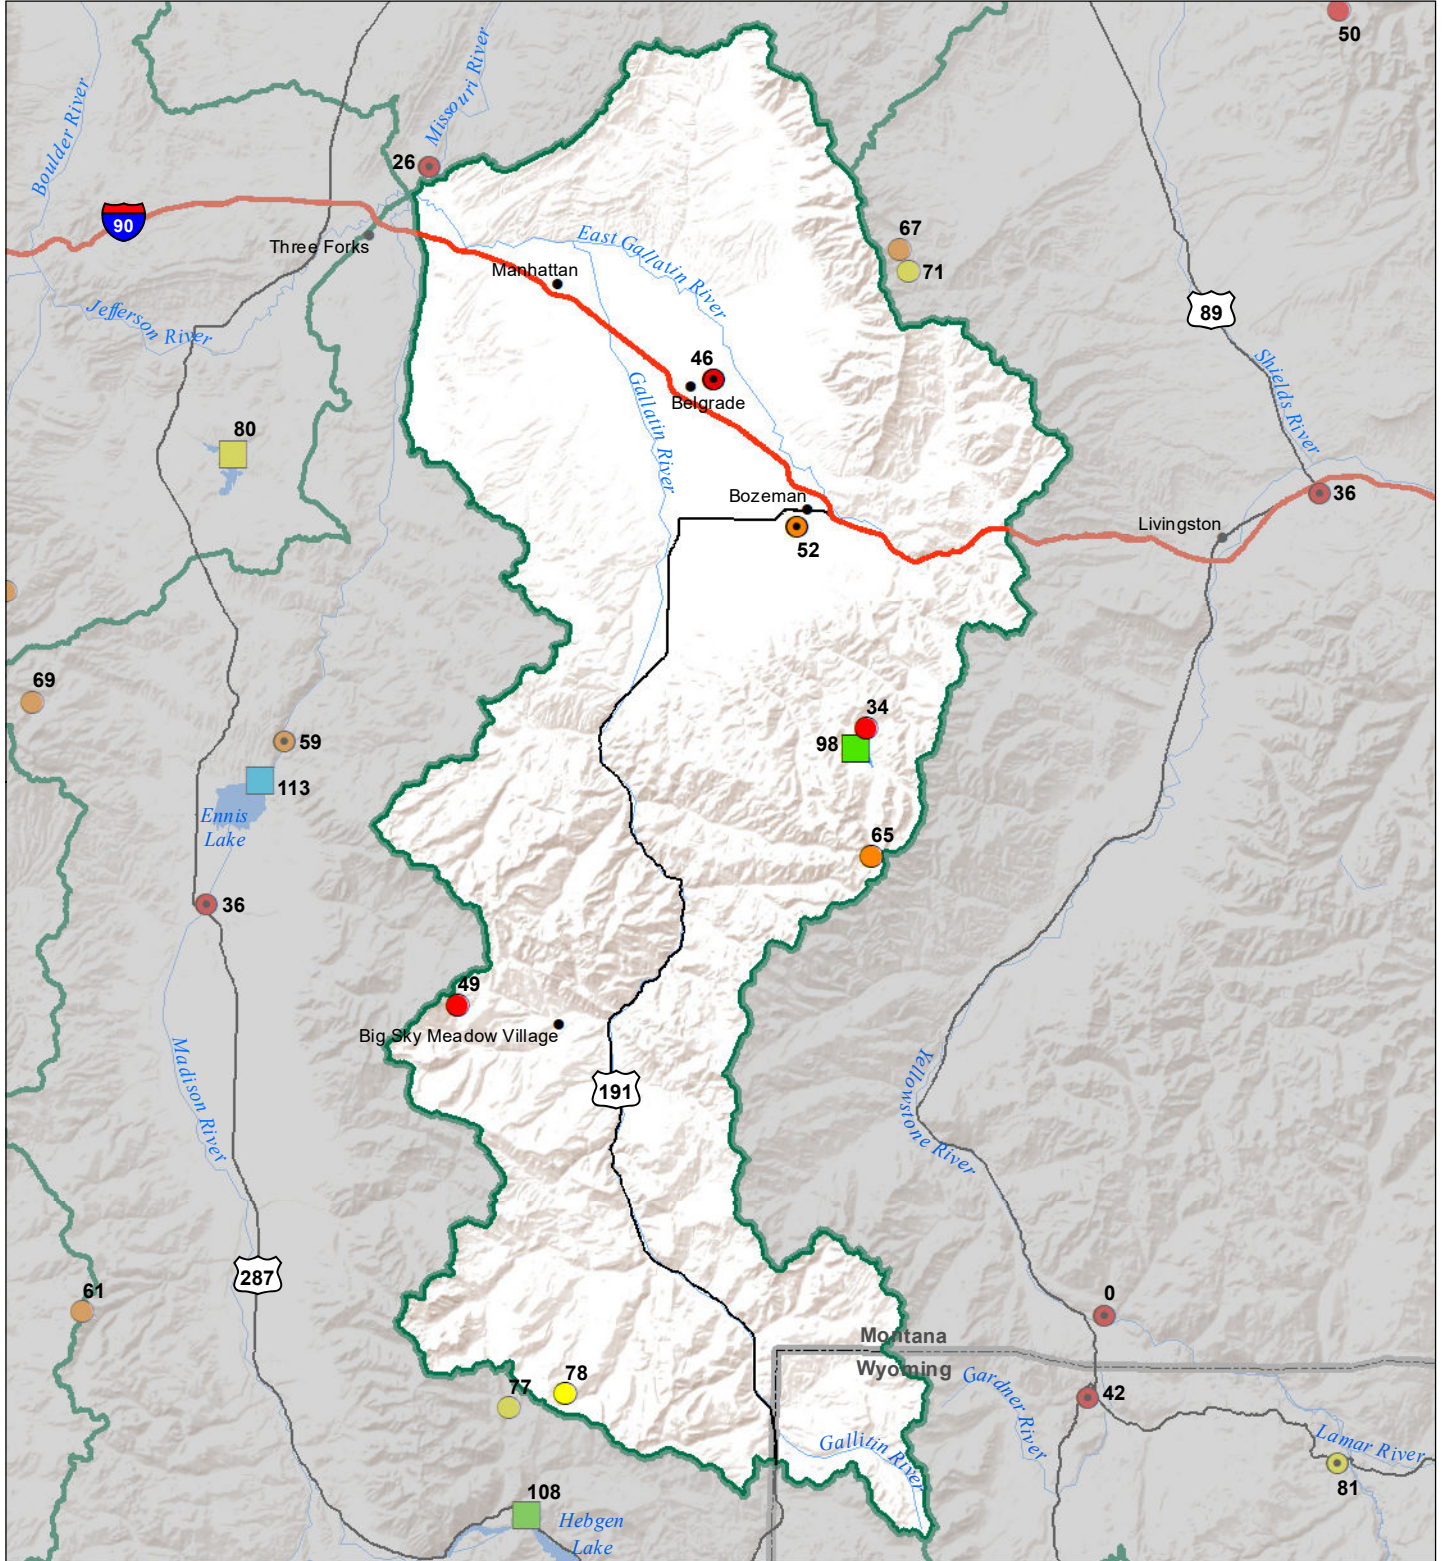 50
Missouri River
Boulder River
26
90
Three Forks
East Gallatin River
67
71
Manhattan
89
Jefferson River
Shields River
46
Belgrade
Gallatin River
80
36
Bozeman
Livingston
52
69
34
59
98
113
Ennis
Lake
65
36
49
Big Sky Meadow Village
Madison River
191
Yellowstone River
287
61
0
Montana
Wyoming
77
78
Gardner River
42
Gallitin River
Lamar River
81
108
Hebgen
Lake